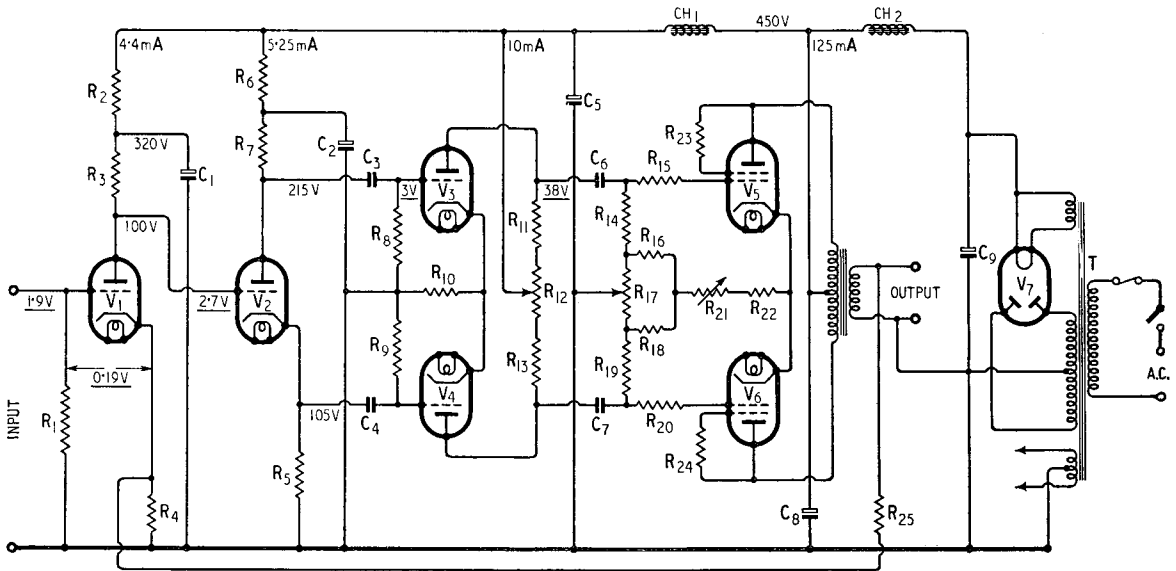 4·4mA
5·25mA
10mA
CH1
450V
CH2
125mA
R2
R6
320V
C1
R3
R7
C2
C3
C5
C6
R15
R23
100V
215V
3V
V3
38V
V5
R11
R14
R8
R16
V1
V2
R10
R12
R17
R21
R22
OUTPUT
C9
V7
T
A.C.
1·9V
2·7V
R9
R18
0·19V
V4
R13
R19
V6
105V
C4
C7
R20
INPUT
R1
R5
R24
R4
C8
R25